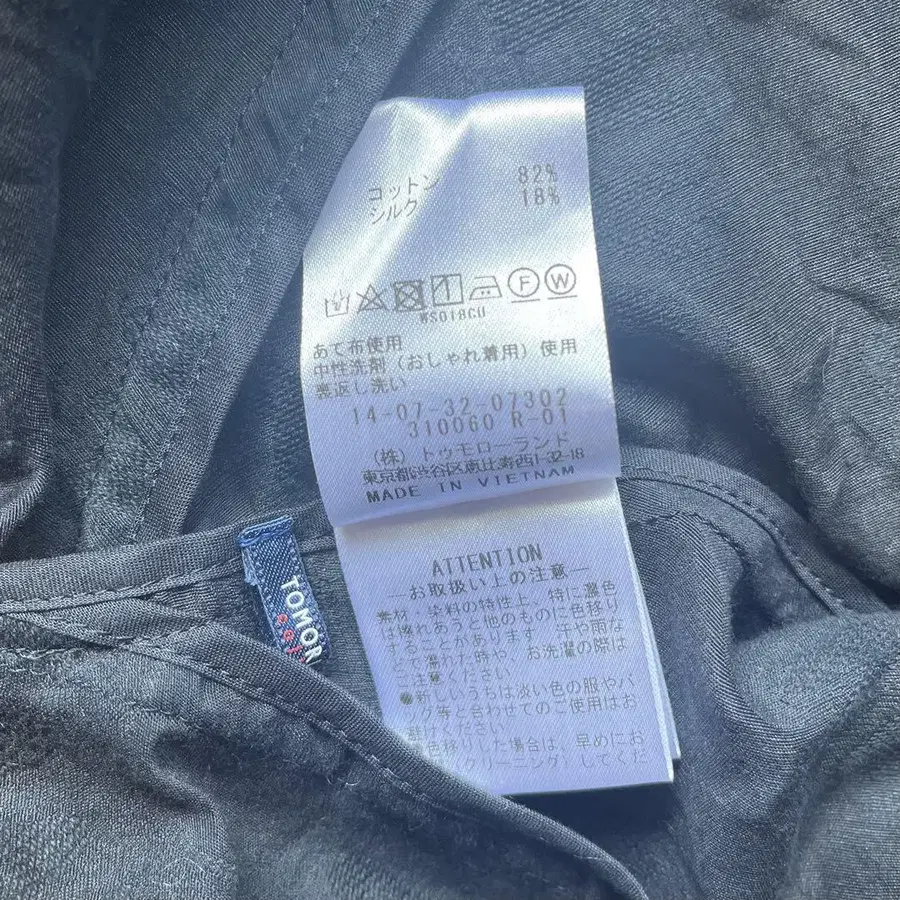 コットン 82%
シルク 18%
F W
WS018CU
あて布使用
中性洗剤（おしゃれ着用）使用
裏返し洗い
14-07-32-07302
310060 R-01
（株）トゥモローランド
東京都渋谷区恵比寿西1-32-18
MADE IN VIETNAM
ATTENTION
—お取扱い上の注意—
素材・染料の特性上、特に濃色
は擦れあうと他のものに色移り
することがあります。汗や雨な
で濡れた時や、お洗濯の際は
ご注意ください
●新しいうちは淡い色の服やバ
グ等と合わせてのご使用はお
避けください
色移りした場合は、早めにお
クリーニング）してくだ
TOMOR